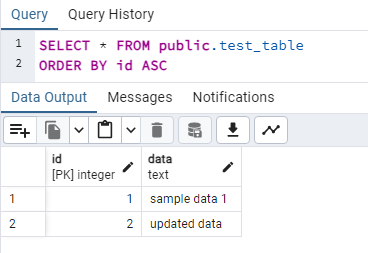 Query Query History
1 SELECT * FROM public.test_table
2 ORDER BY id ASC
Data Output Messages Notifications
id data
[PK] integer text
1 1 sample data 1
2 2 updated data